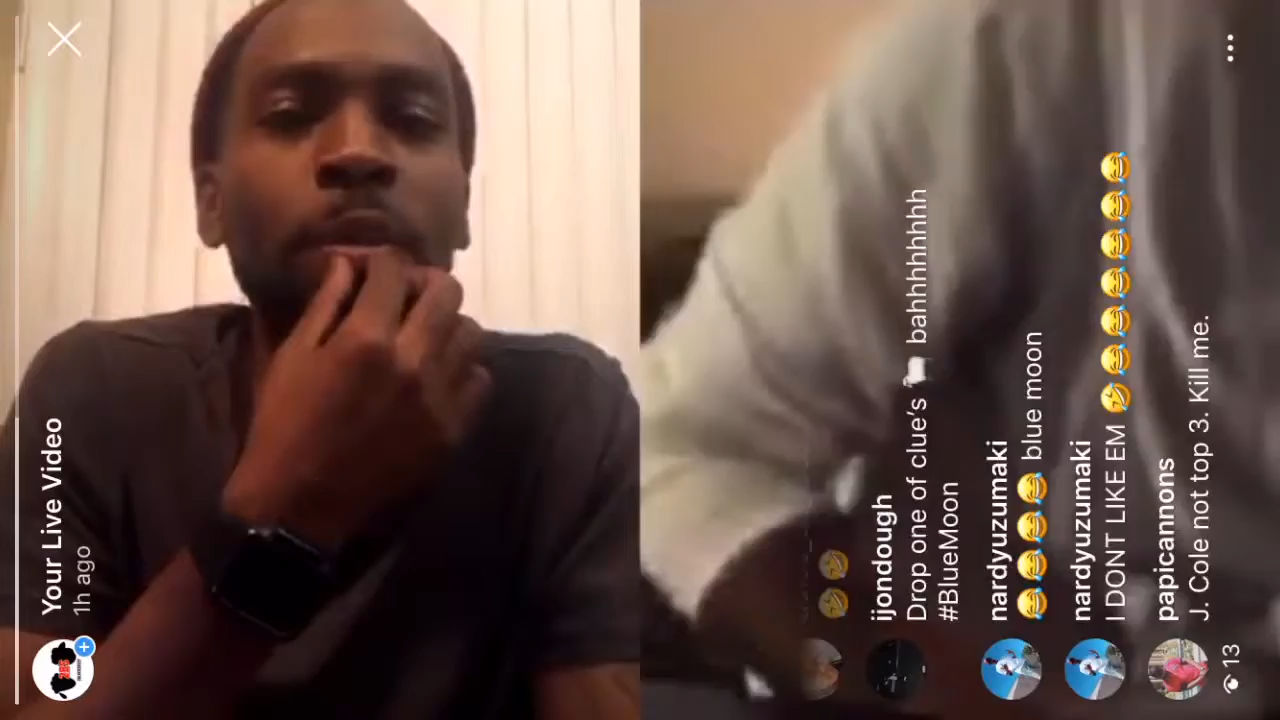 Your Live Video
1h ago
🤣🤣
ijondough
Drop one of clue's 🐏 bahhhhhhhh
#BlueMoon
nardyuzumaki
😂😂😂😂 blue moon
nardyuzumaki
I DONT LIKE EM 🤣😂😂😂😂😂😂
papicannons
J. Cole not top 3. Kill me.
13